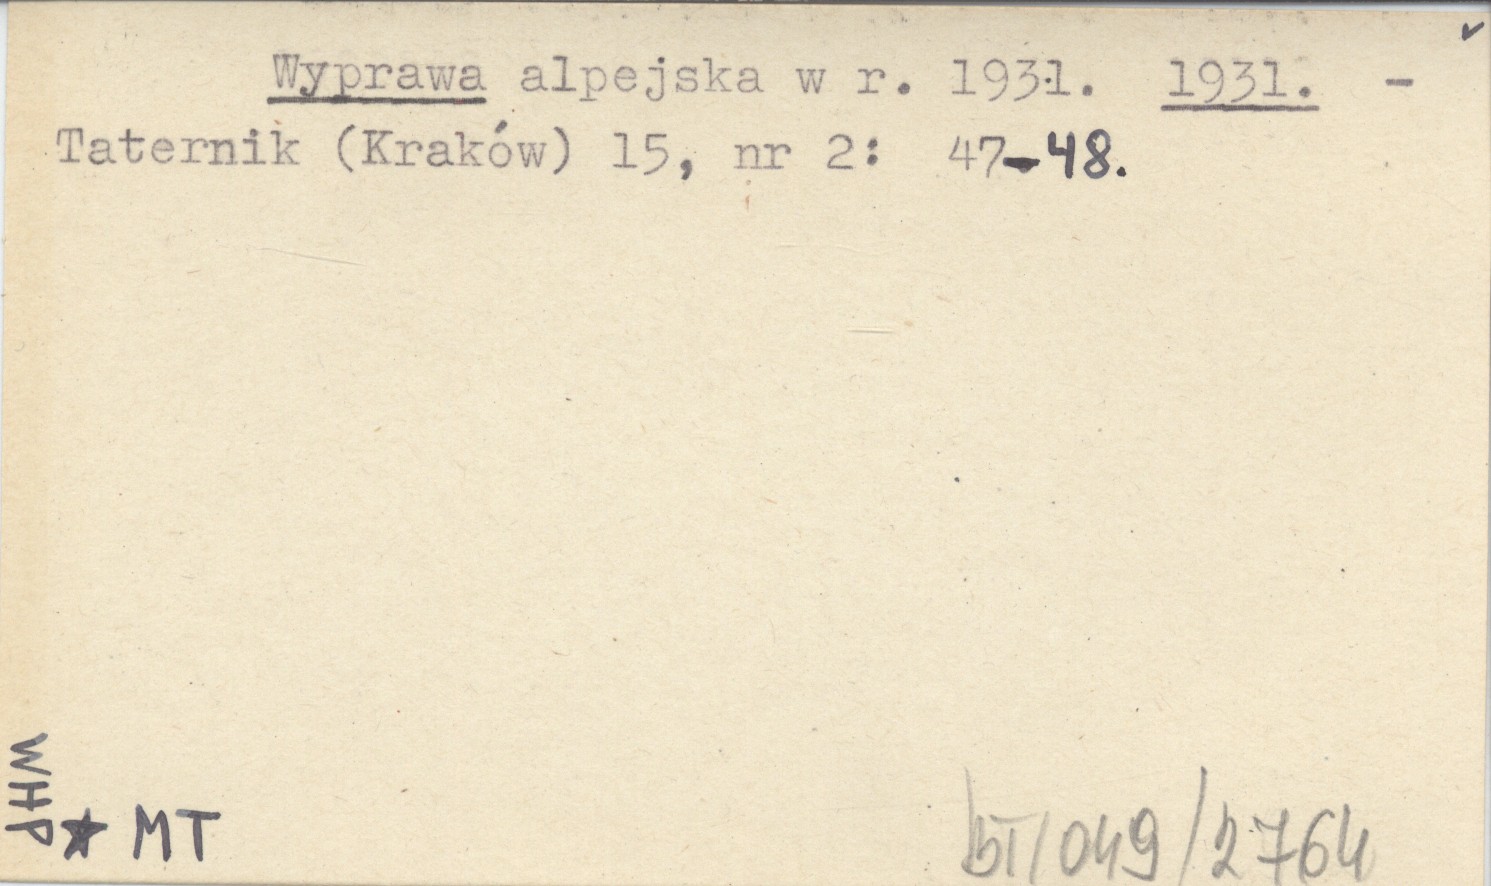 Wyprawa alpejska w r. 1931. 1931. -
Taternik (Kraków) 15, nr 2: 47-48.
WHP
★ MT
BT/049/2764